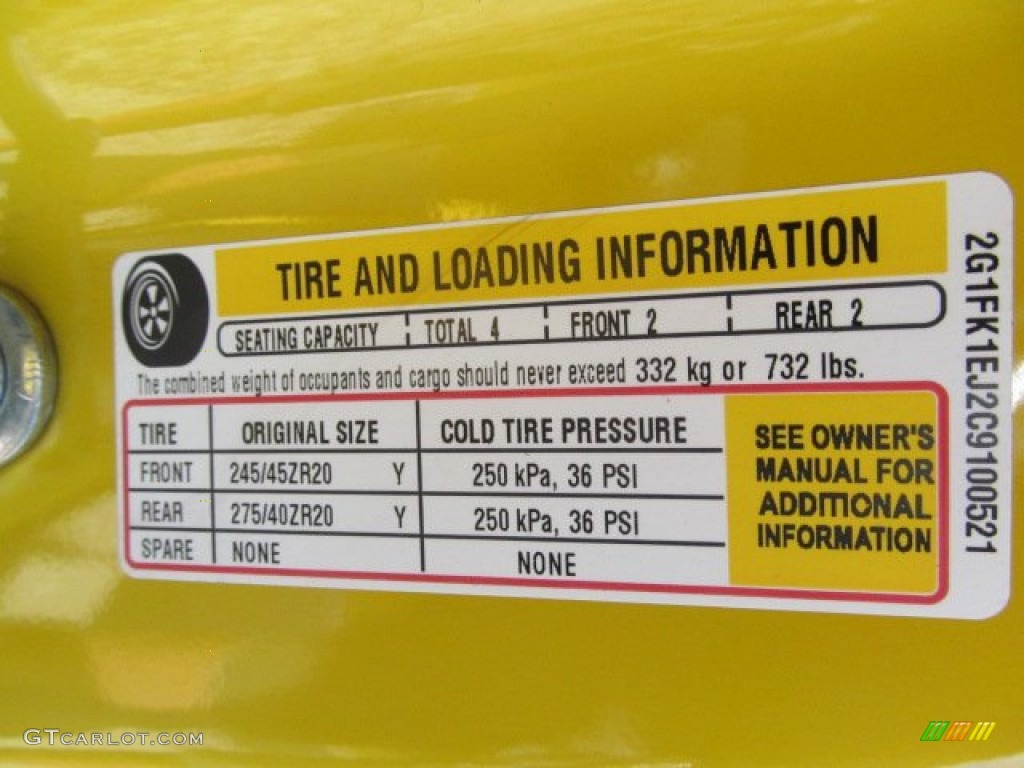 TIRE AND LOADING INFORMATION
SEATING CAPACITY TOTAL 4 FRONT 2 REAR 2
The combined weight of occupants and cargo should never exceed 332 kg or 732 lbs.
TIRE ORIGINAL SIZE COLD TIRE PRESSURE
FRONT 245/45ZR20 Y 250 kPa, 36 PSI
REAR 275/40ZR20 Y 250 kPa, 36 PSI
SPARE NONE NONE
SEE OWNER'S
MANUAL FOR
ADDITIONAL
INFORMATION
2G1FK1EJ2C9100521
GTCARLOT.COM